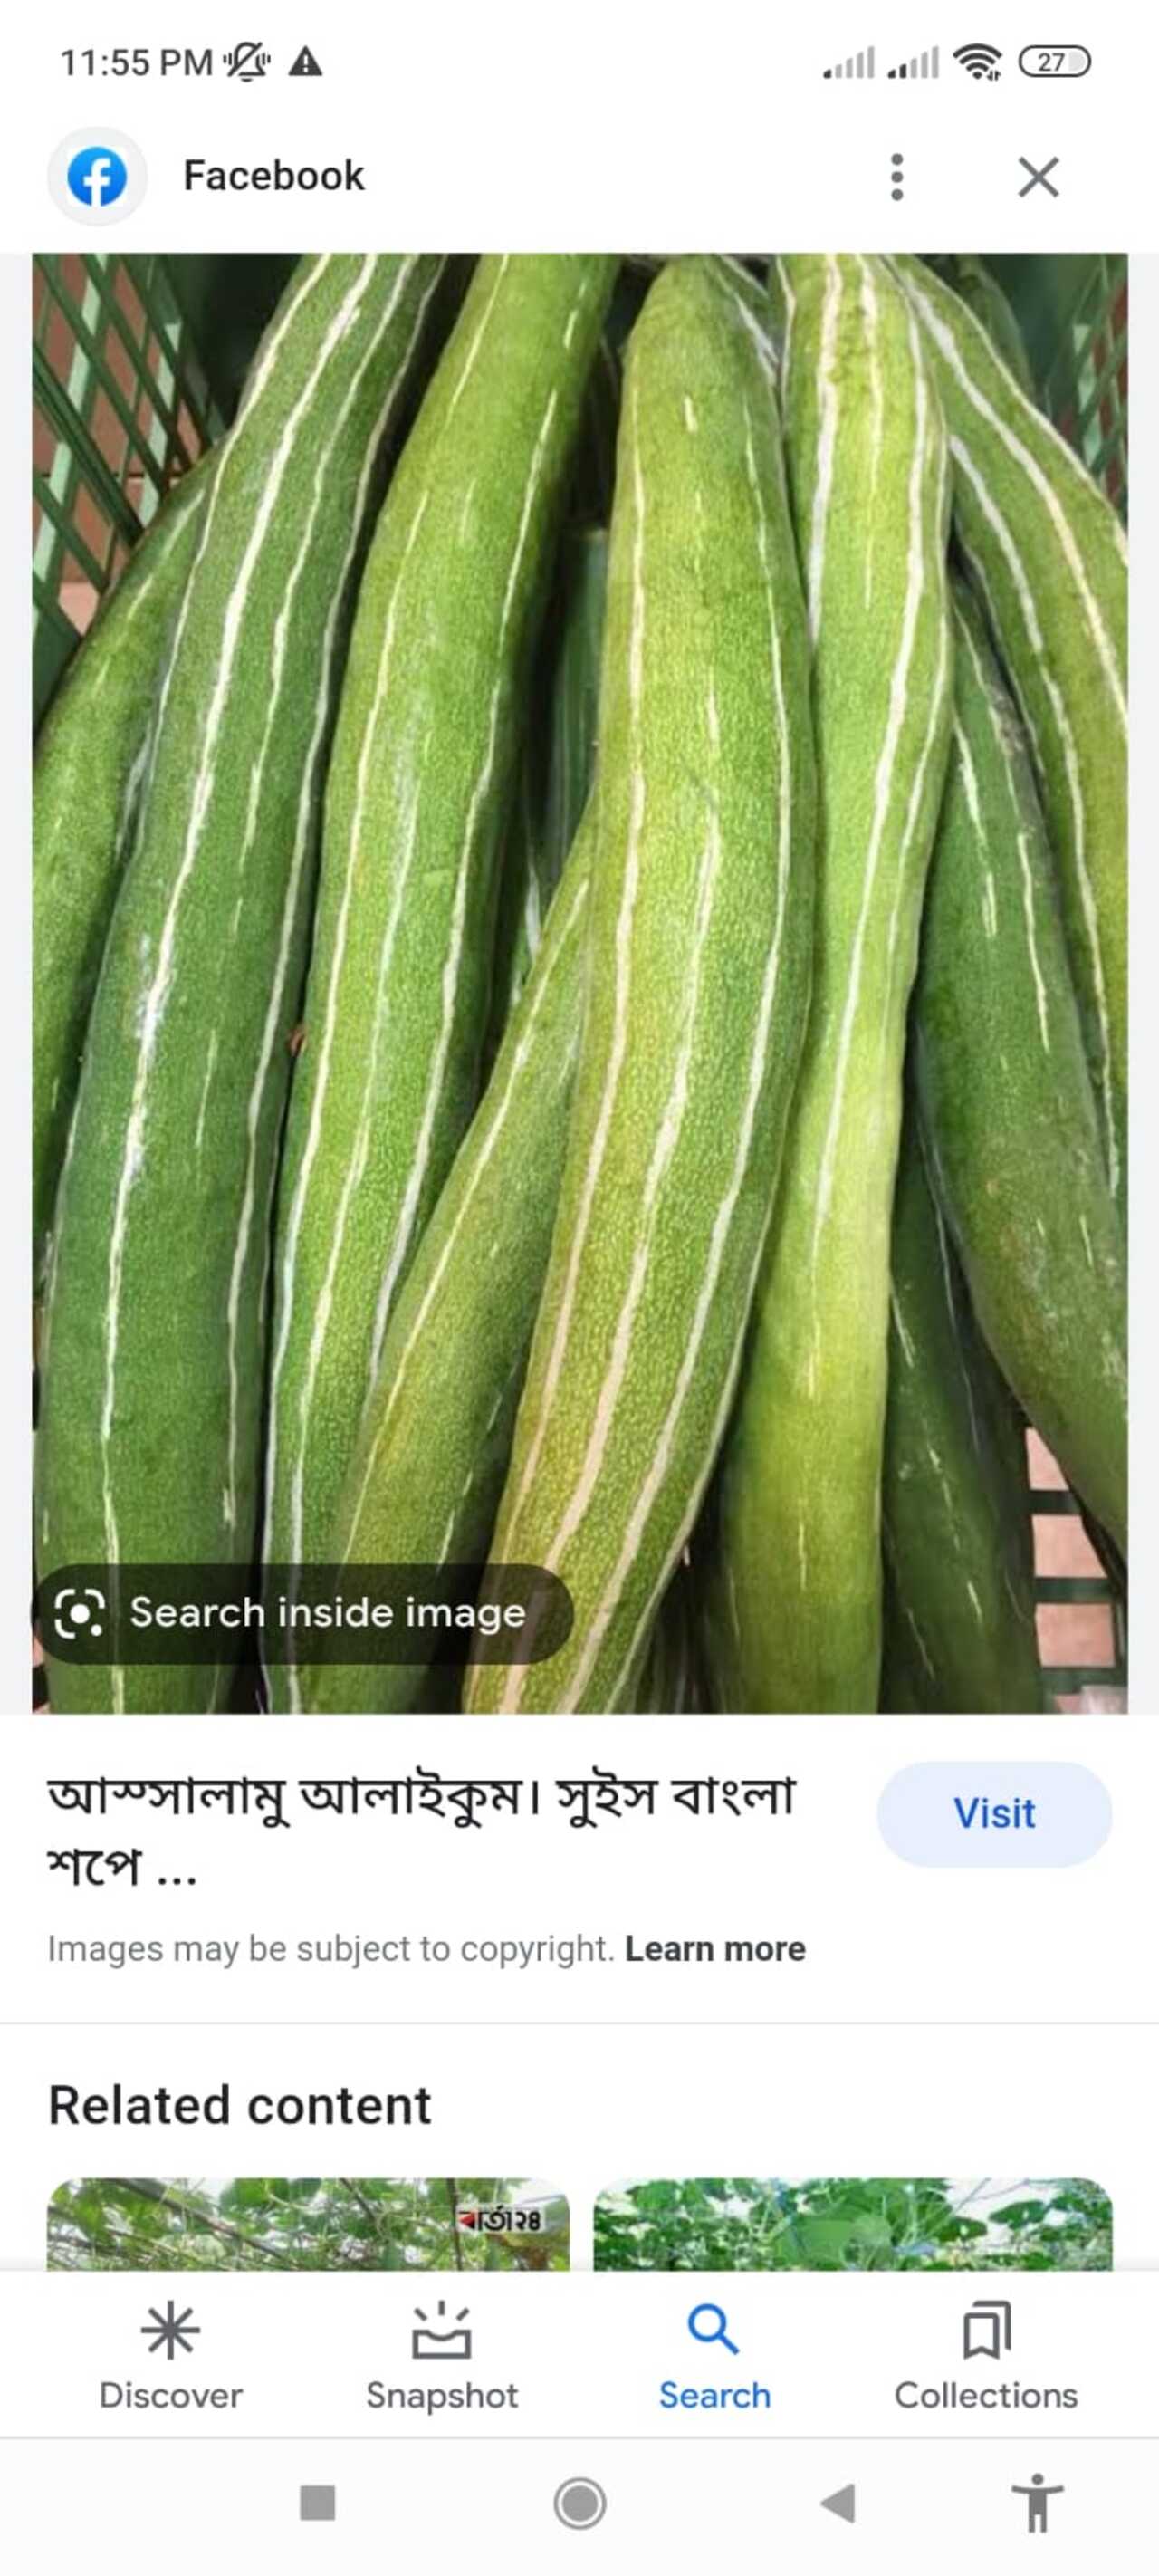 11:55 PM
27
Facebook
Search inside image
আস্সালামু আলাইকুম। সুইস বাংলা
শপে ...
Visit
Images may be subject to copyright. Learn more
Related content
বার্তা২৪
Discover
Snapshot
Search
Collections